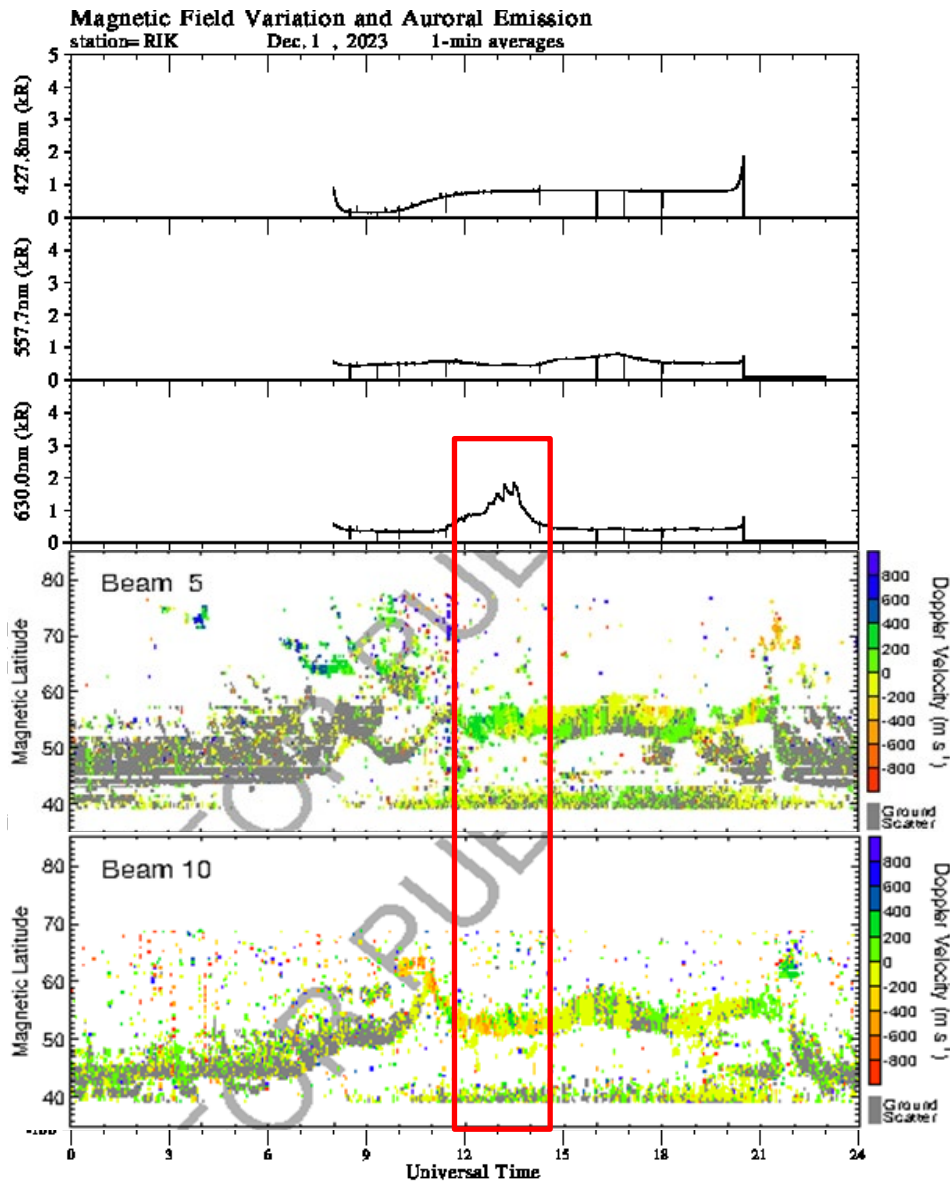 Magnetic Field Variation and Auroral Emission
station= RIK Dec. 1 , 2023 1-min averages
427.8nm (kR)
5
4
3
2
1
0
557.7nm (kR)
4
3
2
1
0
630.0nm (kR)
4
3
2
1
0
Beam 5
Magnetic Latitude
80
70
60
50
40
800
600
400
200
0
-200
-400
-600
-800
Doppler Velocity (m s⁻¹)
Ground
Scatter
Beam 10
Magnetic Latitude
80
70
60
50
40
800
600
400
200
0
-200
-400
-600
-800
Doppler Velocity (m s⁻¹)
Ground
Scatter
FOR PUB
FOR PUB
0 3 6 9 12 15 18 21 24
Universal Time